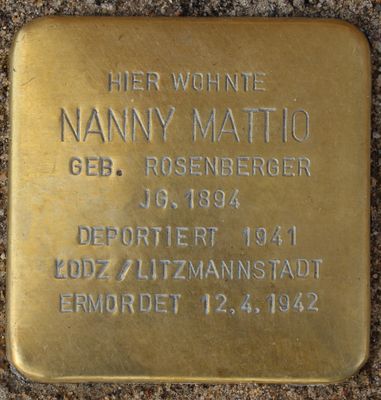 HIER WOHNTE
NANNY MATTIO
GEB. ROSENBERGER
JG. 1894
DEPORTIERT 1941
ŁODZ / LITZMANNSTADT
ERMORDET 12.4.1942